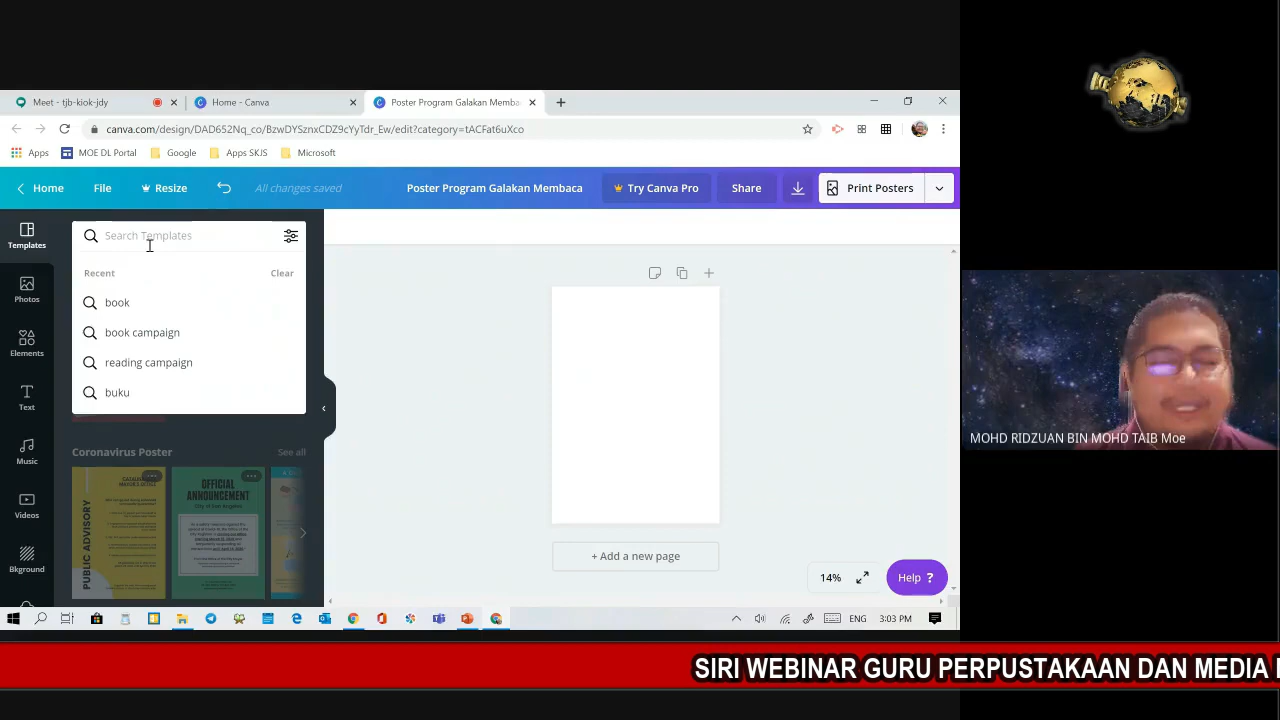 Meet - tjb-kiok-jdy
Home - Canva
Poster Program Galakan Memba
canva.com/design/DAD652Nq_co/BzwDYSznxCDZ9cYyTdr_Ew/edit?category=tACFat6uXco
Apps
MOE DL Portal
Google
Apps SKJS
Microsoft
Home
File
Resize
All changes saved
Poster Program Galakan Membaca
Try Canva Pro
Share
Print Posters
Templates
Photos
Elements
Text
Music
Videos
Bkground
Search Templates
Recent
Clear
book
book campaign
reading campaign
buku
Coronavirus Poster
See all
PUBLIC ADVISORY
OFFICIAL
ANNOUNCEMENT
City of Los Angeles
+ Add a new page
14%
Help ?
ENG
3:03 PM
MOHD RIDZUAN BIN MOHD TAIB Moe
SIRI WEBINAR GURU PERPUSTAKAAN DAN MEDIA